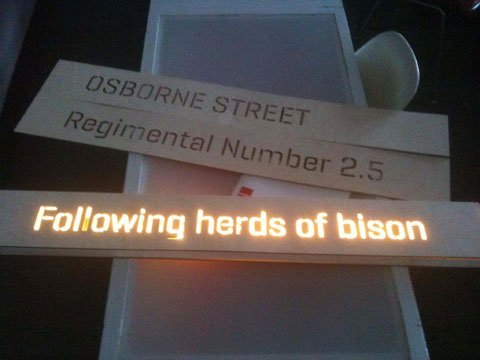 OSBORNE STREET
Regimental Number 2.5
Following herds of bison